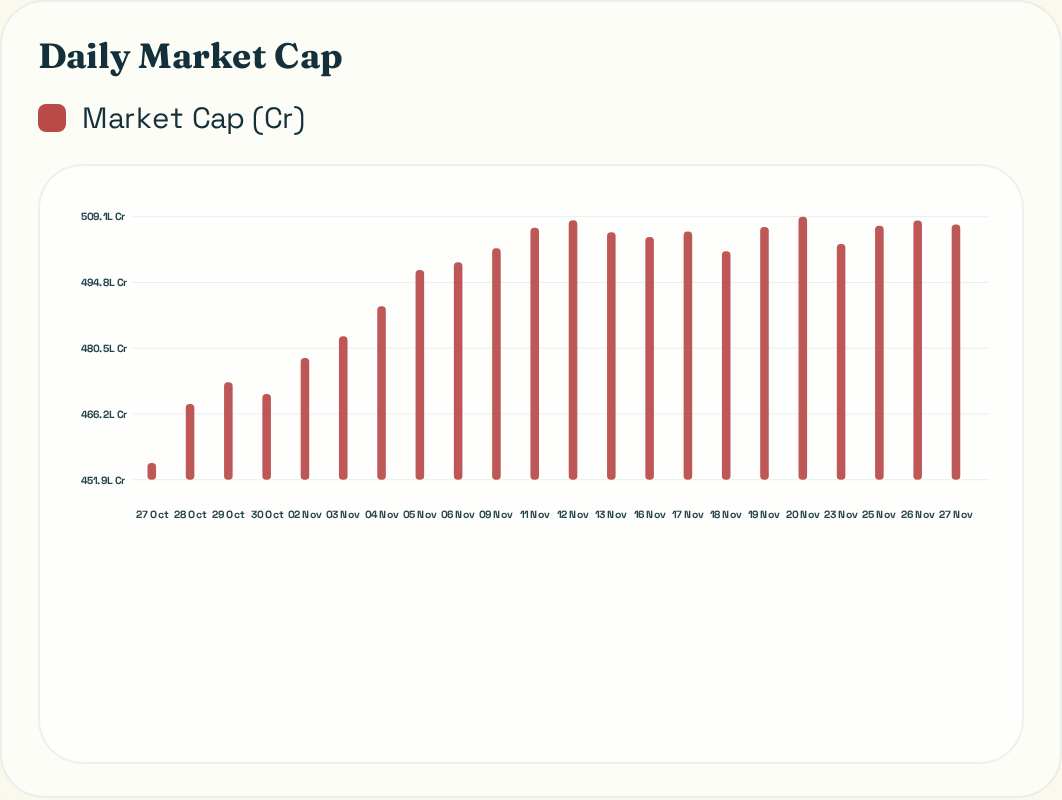 Daily Market Cap
Market Cap (Cr)
509.1L Cr
494.8L Cr
480.5L Cr
466.2L Cr
451.9L Cr
27 Oct 28 Oct 29 Oct 30 Oct 02 Nov 03 Nov 04 Nov 05 Nov 06 Nov 09 Nov 11 Nov 12 Nov 13 Nov 16 Nov 17 Nov 18 Nov 19 Nov 20 Nov 23 Nov 25 Nov 26 Nov 27 Nov